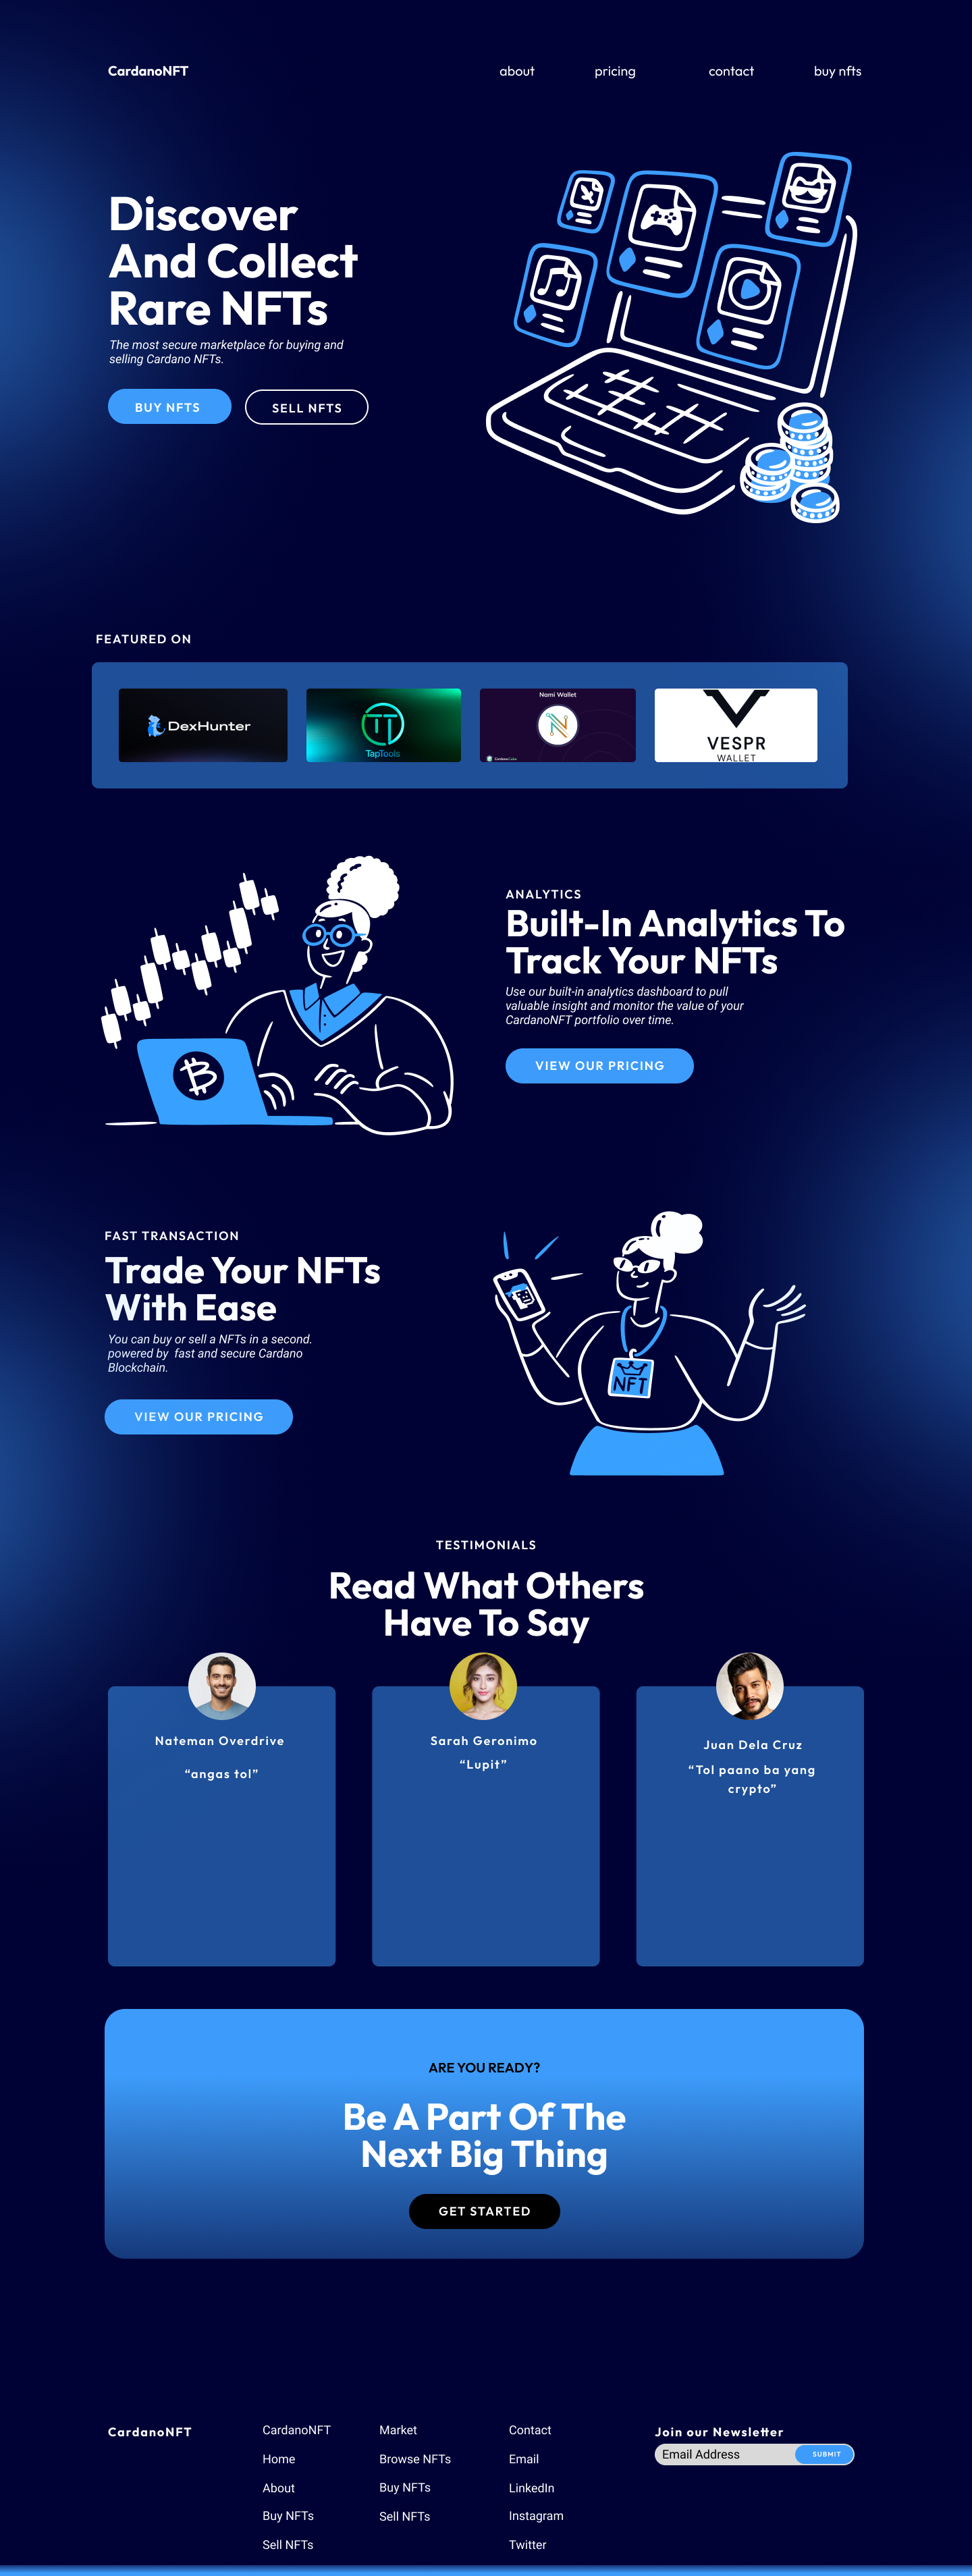 CardanoNFT
about
pricing
contact
buy nfts
Discover
And Collect
Rare NFTs
The most secure marketplace for buying and
selling Cardano NFTs.
BUY NFTS
SELL NFTS
FEATURED ON
DexHunter
TapTools
Nami Wallet
CardanoCube
VESPR
WALLET
ANALYTICS
Built-In Analytics To
Track Your NFTs
Use our built-in analytics dashboard to pull
valuable insight and monitor the value of your
CardanoNFT portfolio over time.
VIEW OUR PRICING
FAST TRANSACTION
Trade Your NFTs
With Ease
You can buy or sell a NFTs in a second.
powered by  fast and secure Cardano
Blockchain.
VIEW OUR PRICING
NFT
TESTIMONIALS
Read What Others
Have To Say
Nateman Overdrive
“angas tol”
Sarah Geronimo
“Lupit”
Juan Dela Cruz
“Tol paano ba yang
crypto”
ARE YOU READY?
Be A Part Of The
Next Big Thing
GET STARTED
CardanoNFT
CardanoNFT
Home
About
Buy NFTs
Sell NFTs
Market
Browse NFTs
Buy NFTs
Sell NFTs
Contact
Email
LinkedIn
Instagram
Twitter
Join our Newsletter
Email Address
SUBMIT